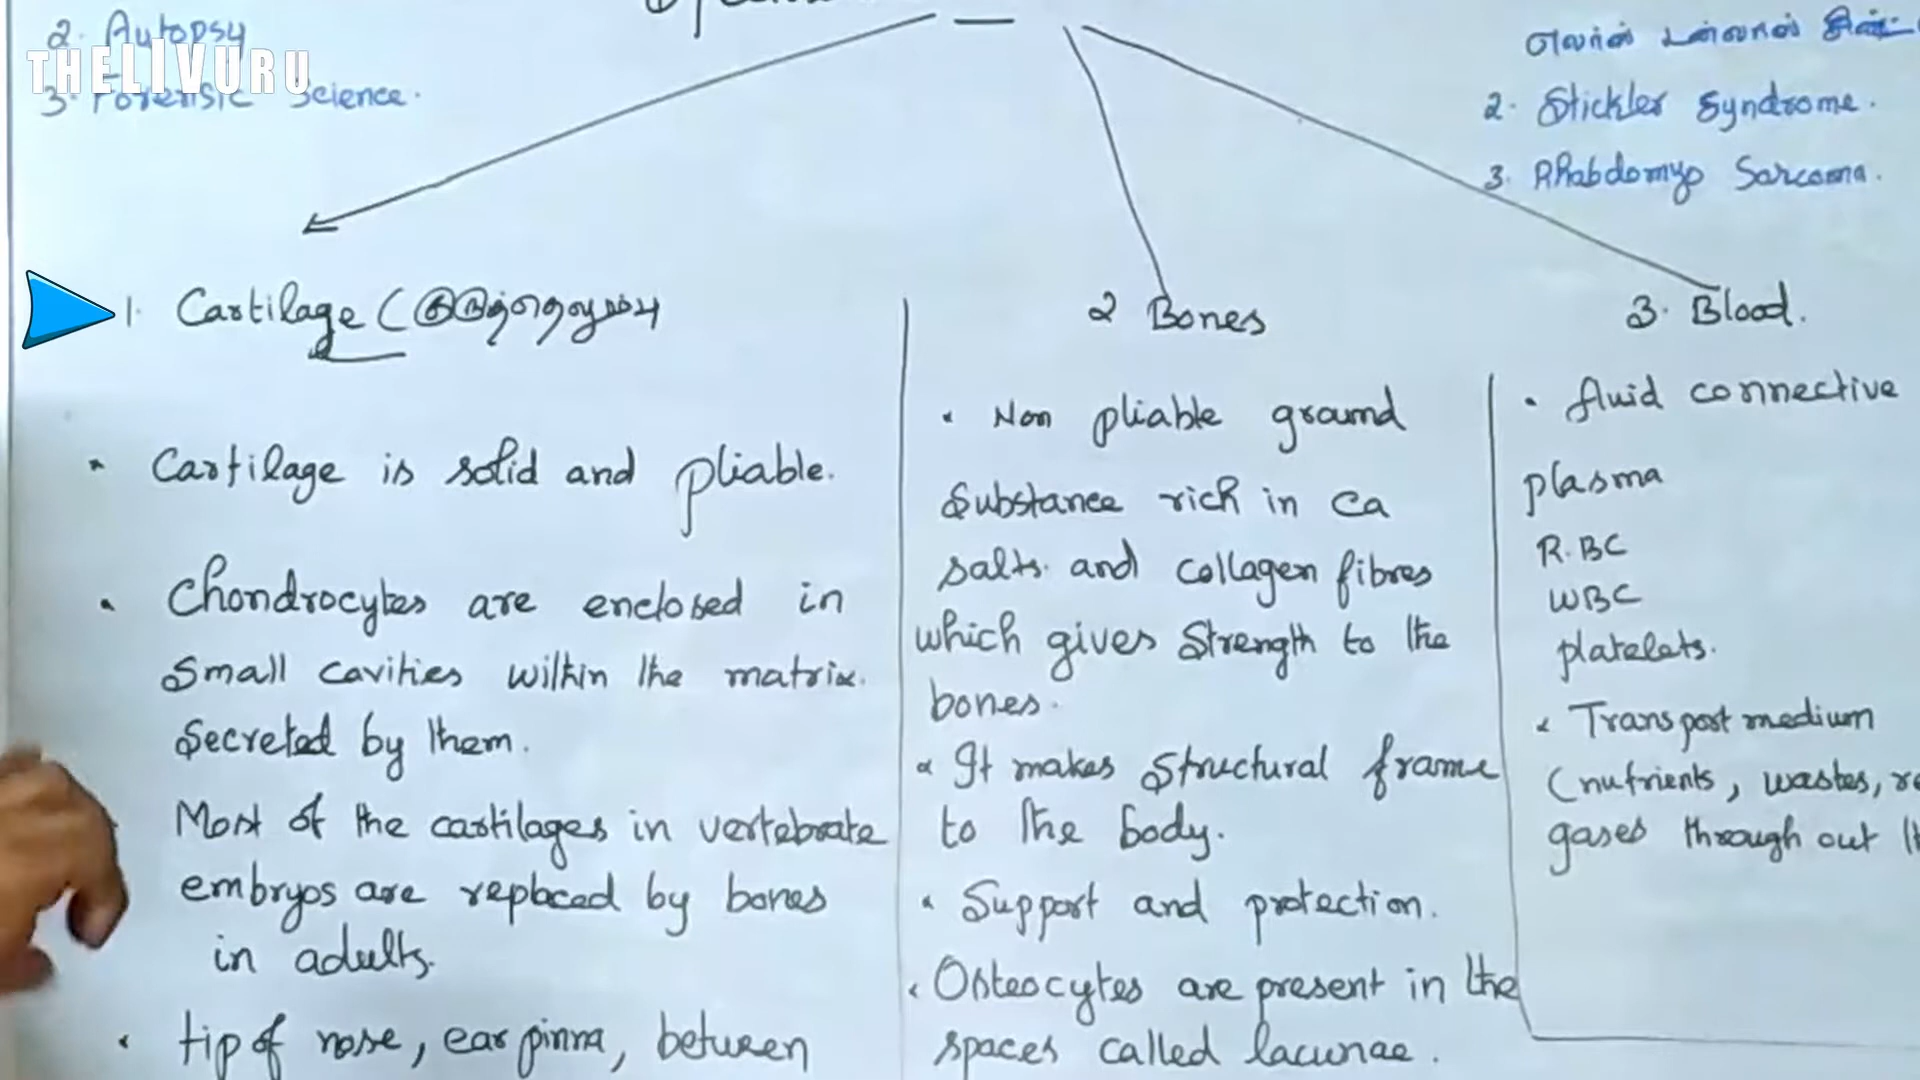 2. Autopsy
THELIVURU
3. Forensic Science.
2. Stickler Syndrome.
3. Rhabdomyo Sarcoma.
1. Cartilage (குருத்தெலும்பு
• Cartilage is solid and pliable.
• Chondrocytes are enclosed in
small cavities within the matrix.
Secreted by them.
Most of the cartilages in vertebrate
embryos are replaced by bones
in adults.
• tip of nose, ear pinna, between
2 Bones
• Non pliable ground
Substance rich in Ca
salts. and collagen fibres
which gives Strength to the
bones.
• It makes Structural frame
to the body.
• Support and protection.
• Osteocytes are present in the
spaces called lacunae.
3. Blood.
• fluid connective
plasma
R.BC
WBC
platelets.
• Transport medium
(nutrients, wastes,
gases through out